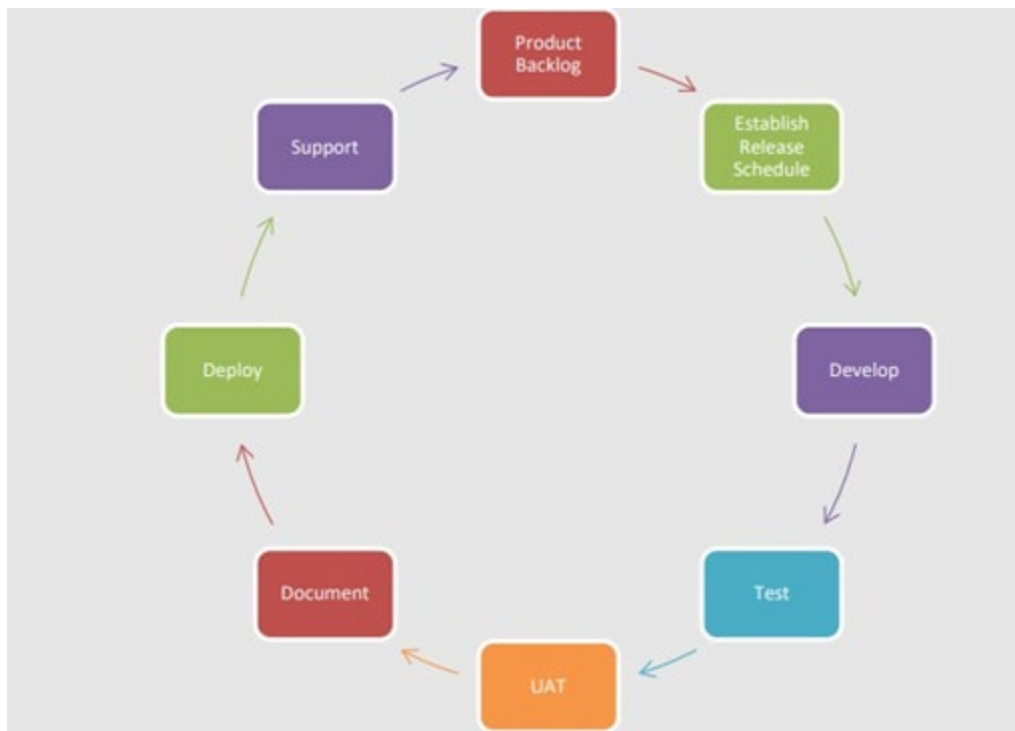 Product
Backlog
Establish
Release
Schedule
Develop
Test
UAT
Document
Deploy
Support